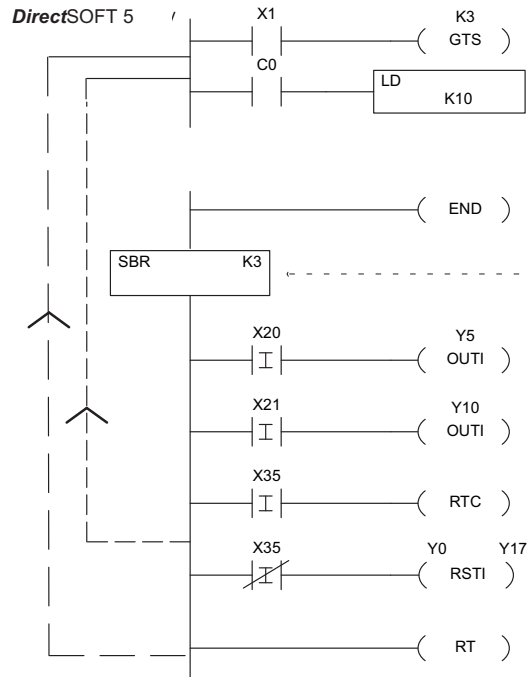 DirectSOFT 5
X1 K3
GTS
C0
LD
K10
END
SBR K3
X20 Y5
OUTI
X21 Y10
OUTI
X35
RTC
X35 Y0 Y17
RSTI
RT